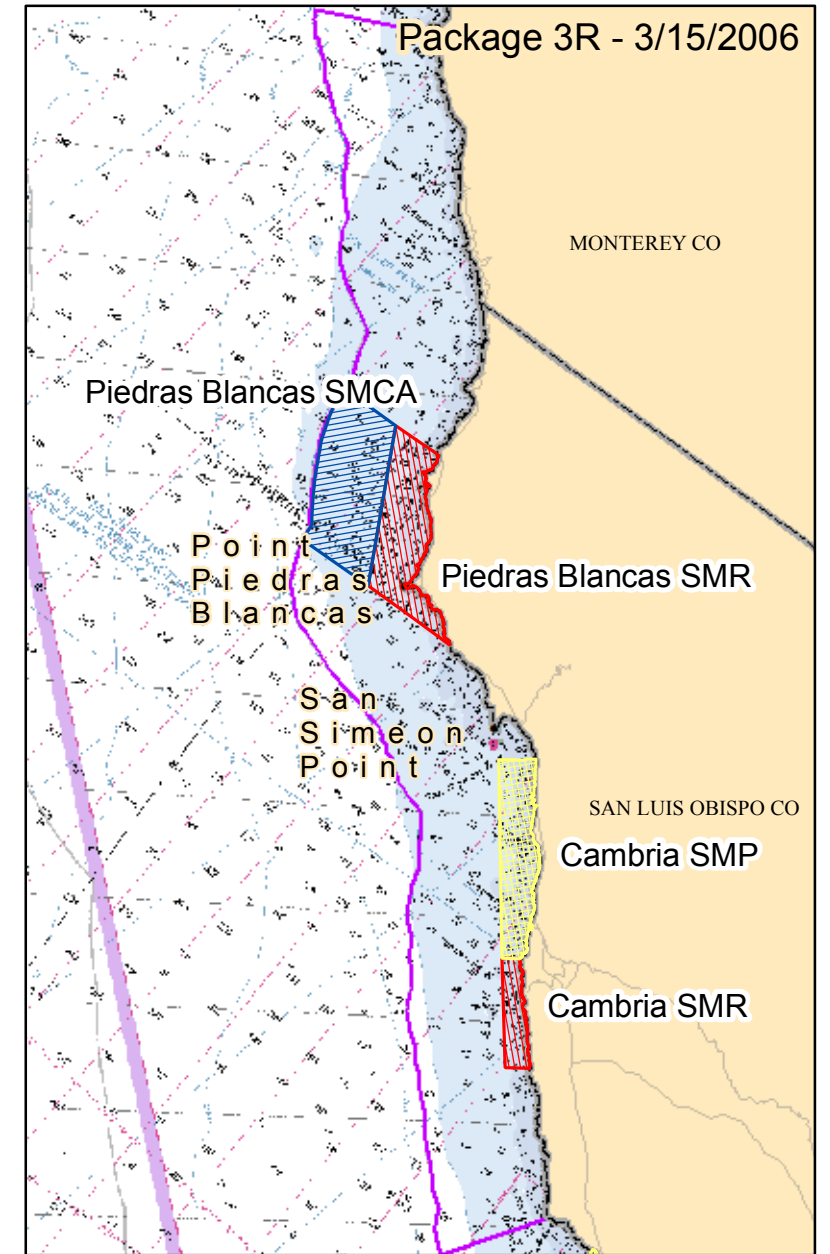 Package 3R - 3/15/2006
MONTEREY CO
Piedras Blancas SMCA
Point
Piedras
Blancas
Piedras Blancas SMR
San
Simeon
Point
SAN LUIS OBISPO CO
Cambria SMP
Cambria SMR